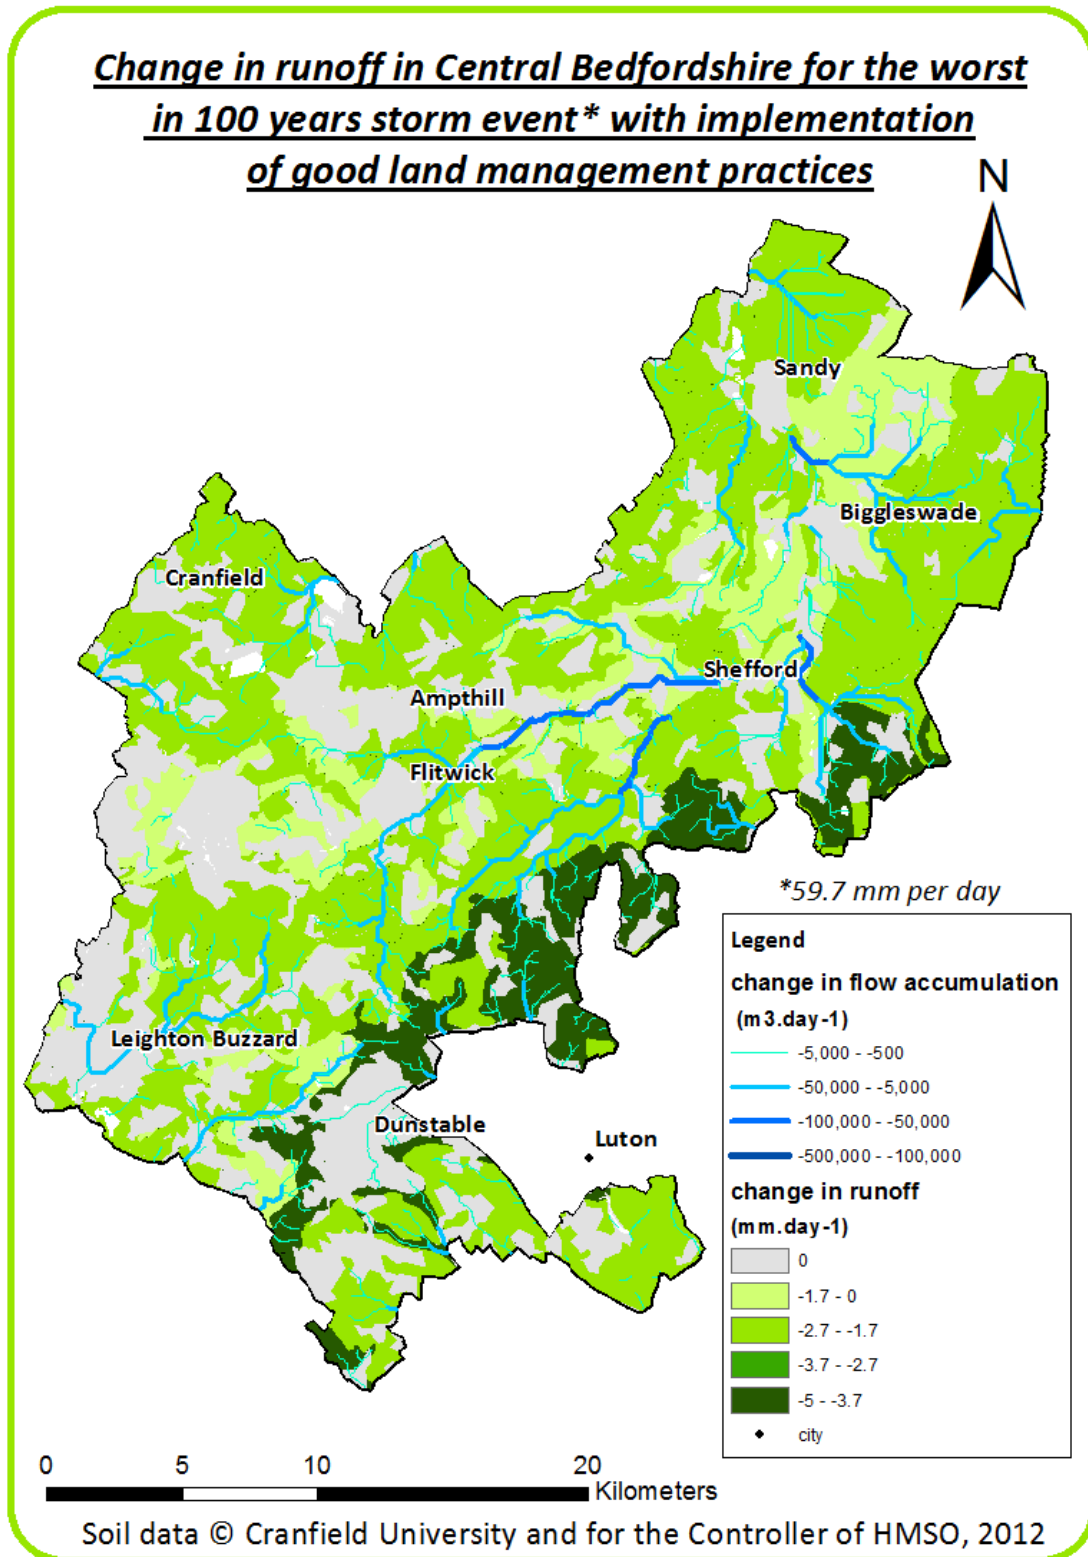 Change in runoff in Central Bedfordshire for the worst
in 100 years storm event* with implementation
of good land management practices
N
Sandy
Biggleswade
Cranfield
Shefford
Ampthill
Flitwick
*59.7 mm per day
Legend
change in flow accumulation
(m3.day-1)
-5,000 - -500
-50,000 - -5,000
-100,000 - -50,000
-500,000 - -100,000
change in runoff
(mm.day-1)
0
-1.7 - 0
-2.7 - -1.7
-3.7 - -2.7
-5 - -3.7
city
Leighton Buzzard
Dunstable
Luton
0 5 10 20
Kilometers
Soil data © Cranfield University and for the Controller of HMSO, 2012